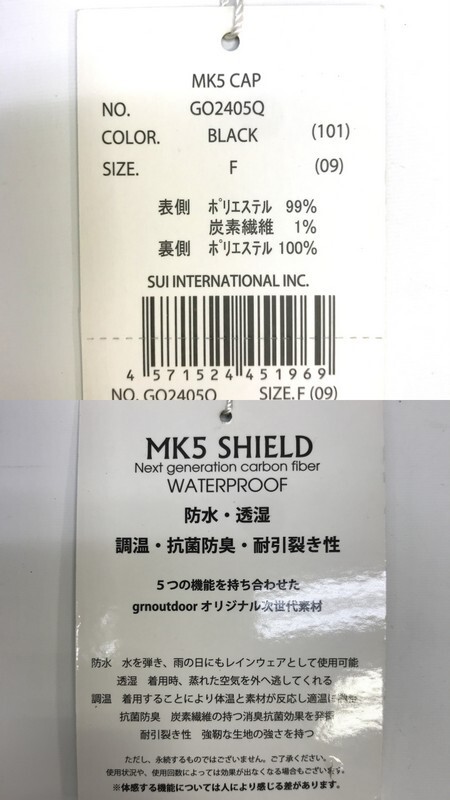 MK5 CAP
NO. GO2405Q
COLOR. BLACK (101)
SIZE. F (09)
表側 ﾎﾟﾘｴｽﾃﾙ 99%
炭素繊維 1%
裏側 ﾎﾟﾘｴｽﾃﾙ 100%
SUI INTERNATIONAL INC.
4 571524 451969
NO. GO2405Q SIZE. F (09)
MK5 SHIELD
Next generation carbon fiber
WATERPROOF
防水・透湿
調温・抗菌防臭・耐引裂き性
5つの機能を持ち合わせた
grnoutdoor オリジナル次世代素材
防水 水を弾き、雨の日にもレインウェアとして使用可能
透湿 着用時、蒸れた空気を外へ逃してくれる
調温 着用することにより体温と素材が反応し適温に
抗菌防臭 炭素繊維の持つ消臭抗菌効果を発揮
耐引裂き性 強靭な生地の強さを持つ
ただし、永続するものではございません。ご了承ください。
使用状況や、使用回数によっては効果が出なくなる場合もございます。
※体感する機能については人により感じる差があります。